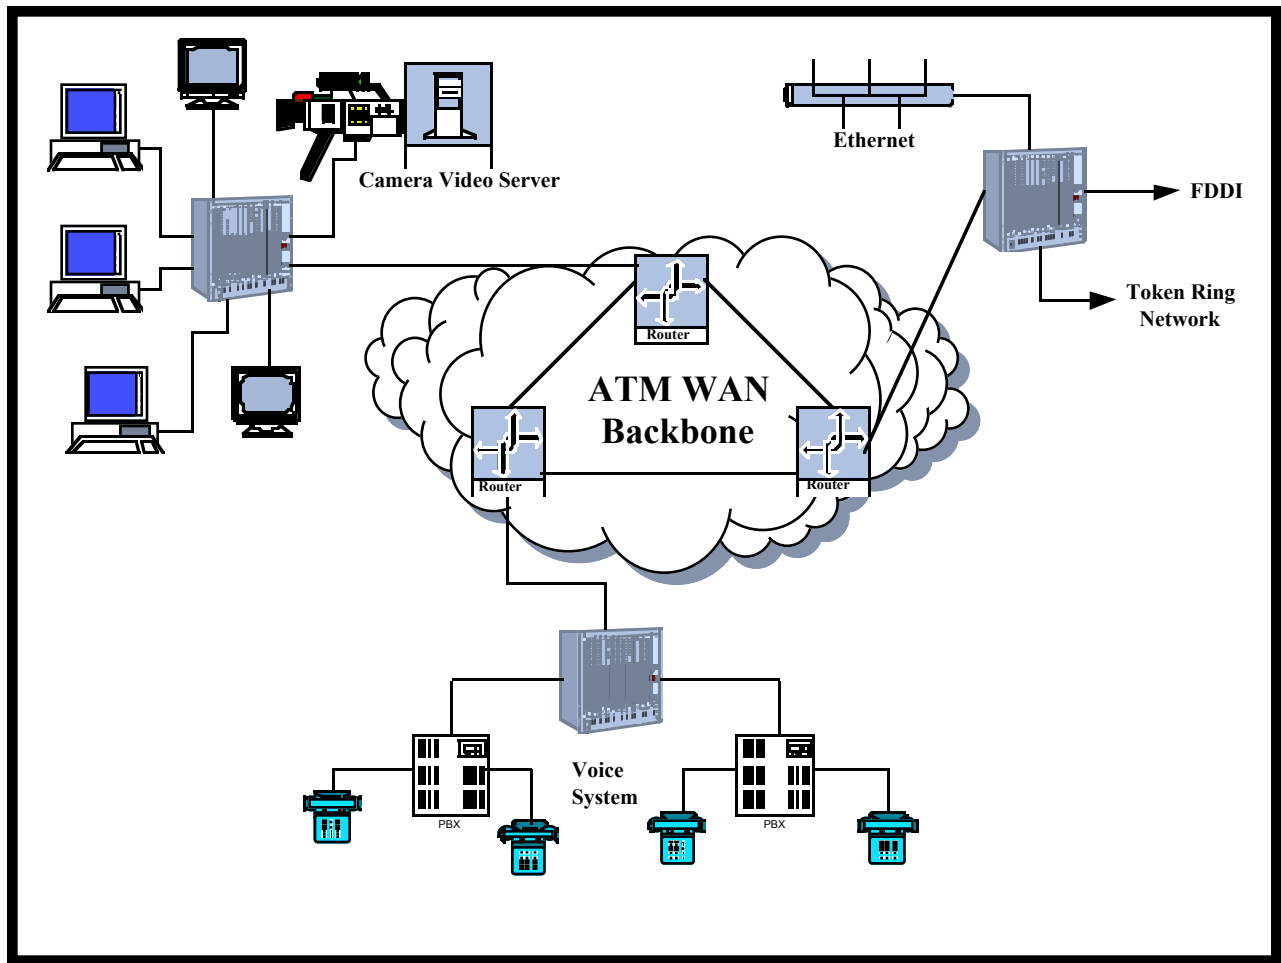 Ethernet
Camera Video Server
FDDI
Token Ring
Network
Router
ATM WAN
Backbone
Router
Router
Voice
System
PBX
PBX